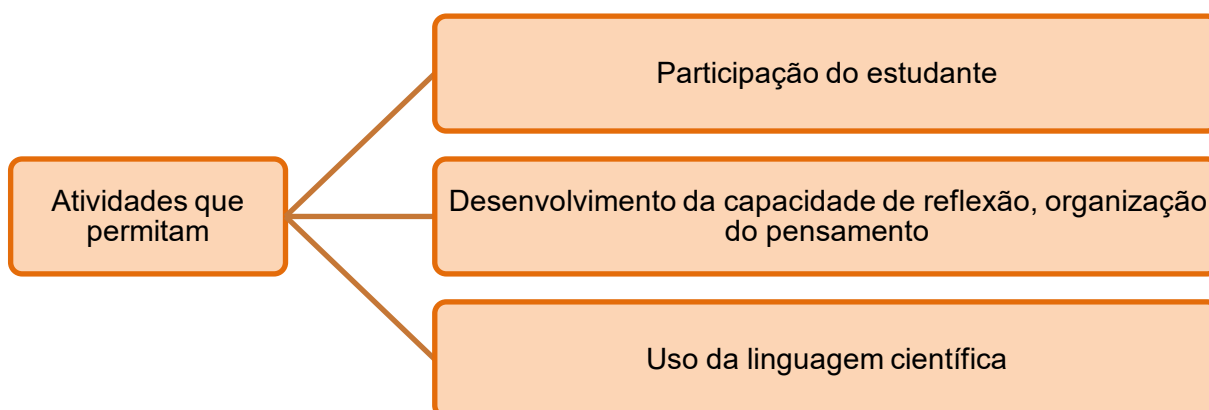 Participação do estudante
Atividades que
permitam
Desenvolvimento da capacidade de reflexão, organização
do pensamento
Uso da linguagem científica